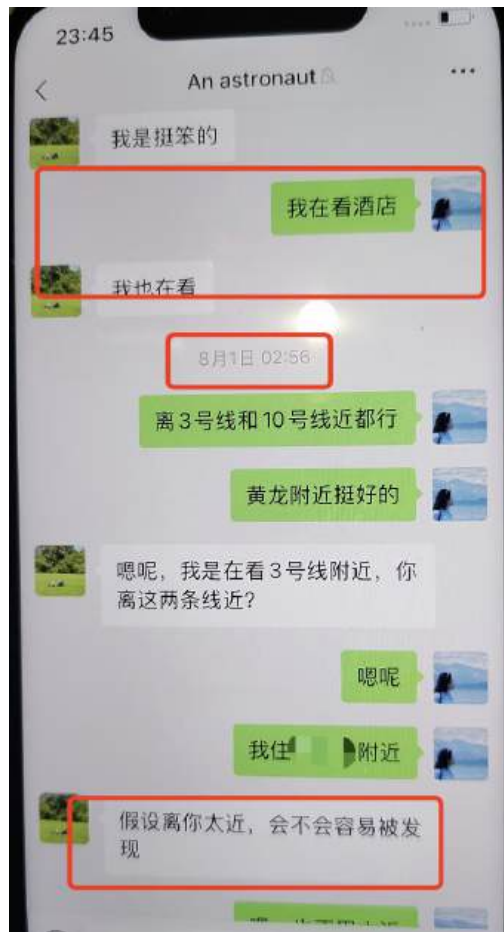 23:45
An astronaut
我是挺笨的
我在看酒店
我也在看
8月1日 02:56
离3号线和10号线近都行
黄龙附近挺好的
嗯呢，我是在看3号线附近，你
离这两条线近？
嗯呢
我住
附近
假设离你太近，会不会容易被发
现